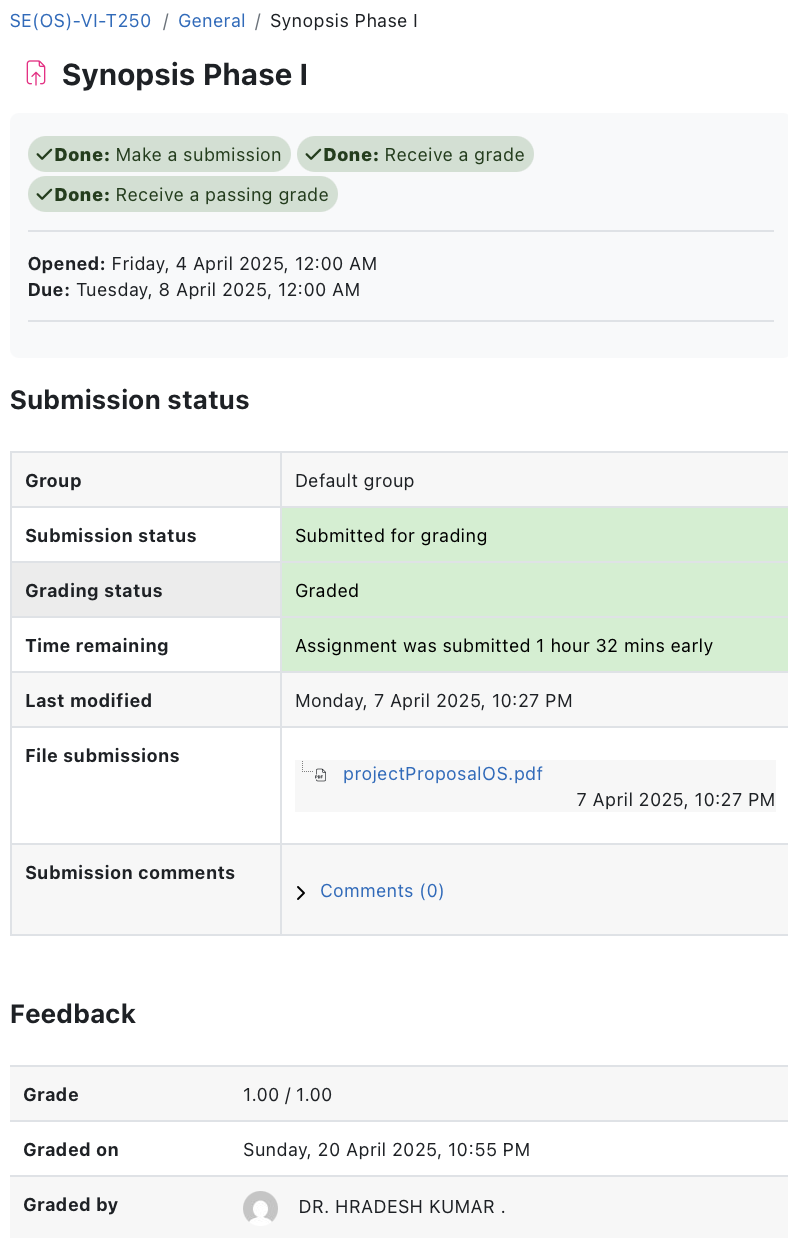 SE(OS)-VI-T250 / General / Synopsis Phase I
Synopsis Phase I
Done: Make a submission Done: Receive a grade
Done: Receive a passing grade
Opened: Friday, 4 April 2025, 12:00 AM
Due: Tuesday, 8 April 2025, 12:00 AM
Submission status
Group Default group
Submission status Submitted for grading
Grading status Graded
Time remaining Assignment was submitted 1 hour 32 mins early
Last modified Monday, 7 April 2025, 10:27 PM
File submissions projectProposalOS.pdf
7 April 2025, 10:27 PM
Submission comments Comments (0)
Feedback
Grade 1.00 / 1.00
Graded on Sunday, 20 April 2025, 10:55 PM
Graded by DR. HRADESH KUMAR .